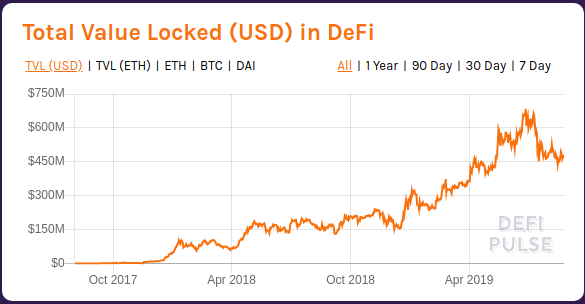 Total Value Locked (USD) in DeFi
TVL (USD) | TVL (ETH) | ETH | BTC | DAI
All | 1 Year | 90 Day | 30 Day | 7 Day
$750M
$600M
$450M
$300M
$150M
$0
DEFI
PULSE
Oct 2017
Apr 2018
Oct 2018
Apr 2019